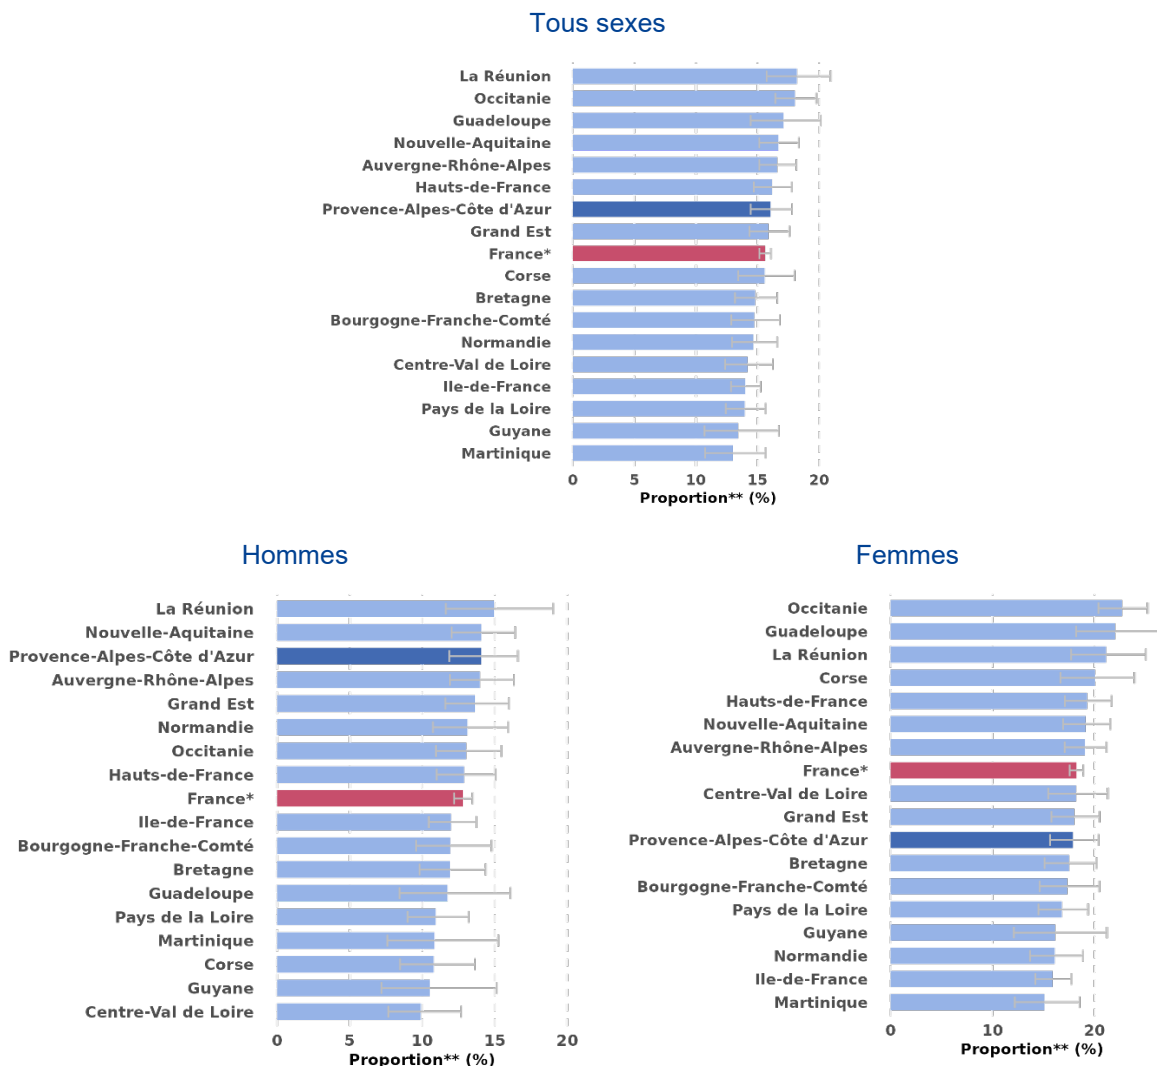 Tous sexes
La Réunion
Occitanie
Guadeloupe
Nouvelle-Aquitaine
Auvergne-Rhône-Alpes
Hauts-de-France
Provence-Alpes-Côte d'Azur
Grand Est
France*
Corse
Bretagne
Bourgogne-Franche-Comté
Normandie
Centre-Val de Loire
Ile-de-France
Pays de la Loire
Guyane
Martinique
0 5 10 15 20
Proportion** (%)
Hommes
La Réunion
Nouvelle-Aquitaine
Provence-Alpes-Côte d'Azur
Auvergne-Rhône-Alpes
Grand Est
Normandie
Occitanie
Hauts-de-France
France*
Ile-de-France
Bourgogne-Franche-Comté
Bretagne
Guadeloupe
Pays de la Loire
Martinique
Corse
Guyane
Centre-Val de Loire
0 5 10 15 20
Proportion** (%)
Femmes
Occitanie
Guadeloupe
La Réunion
Corse
Hauts-de-France
Nouvelle-Aquitaine
Auvergne-Rhône-Alpes
France*
Centre-Val de Loire
Grand Est
Provence-Alpes-Côte d'Azur
Bretagne
Bourgogne-Franche-Comté
Pays de la Loire
Guyane
Normandie
Ile-de-France
Martinique
0 10 20
Proportion** (%)